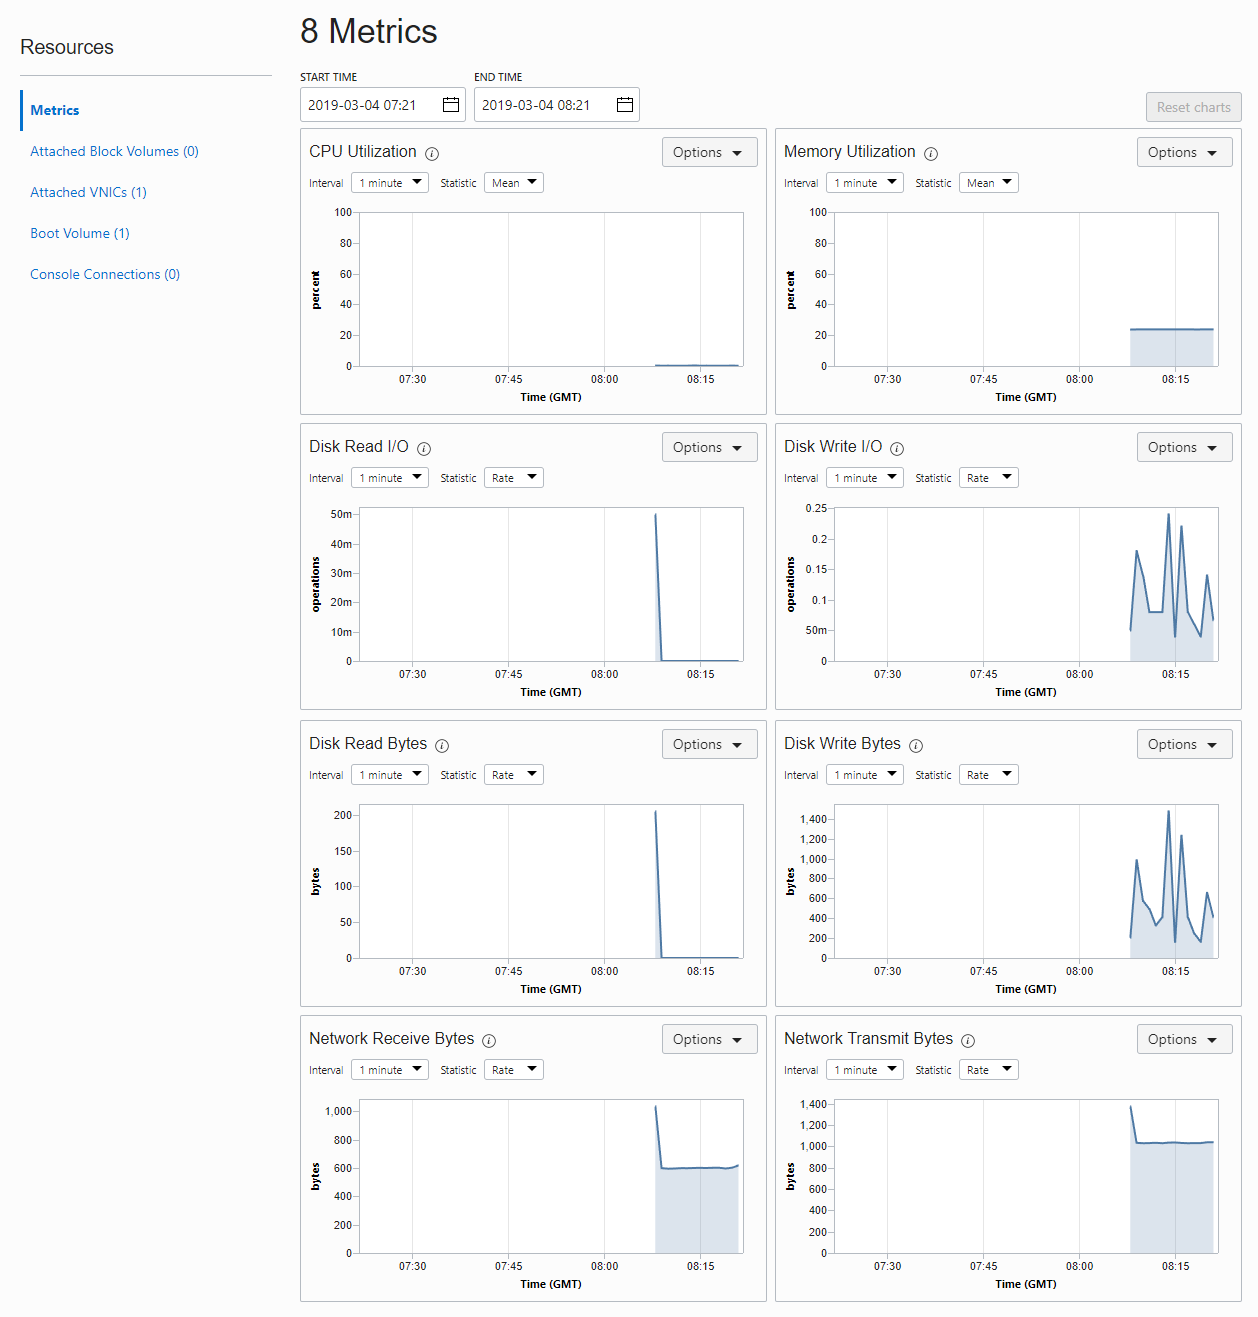 8 Metrics
Resources
START TIME
END TIME
2019-03-04 07:21
2019-03-04 08:21
Reset charts
Metrics
Attached Block Volumes (0)
Attached VNICs (1)
Boot Volume (1)
Console Connections (0)
CPU Utilization
Options
Interval 1 minute Statistic Mean
100
80
60
40
20
0
percent
07:30 07:45 08:00 08:15
Time (GMT)
Memory Utilization
Options
Interval 1 minute Statistic Mean
100
80
60
40
20
0
percent
07:30 07:45 08:00 08:15
Time (GMT)
Disk Read I/O
Options
Interval 1 minute Statistic Rate
50m
40m
30m
20m
10m
0
operations
07:30 07:45 08:00 08:15
Time (GMT)
Disk Write I/O
Options
Interval 1 minute Statistic Rate
0.25
0.2
0.15
0.1
50m
0
operations
07:30 07:45 08:00 08:15
Time (GMT)
Disk Read Bytes
Options
Interval 1 minute Statistic Rate
200
150
100
50
0
bytes
07:30 07:45 08:00 08:15
Time (GMT)
Disk Write Bytes
Options
Interval 1 minute Statistic Rate
1,400
1,200
1,000
800
600
400
200
0
bytes
07:30 07:45 08:00 08:15
Time (GMT)
Network Receive Bytes
Options
Interval 1 minute Statistic Rate
1,000
800
600
400
200
0
bytes
07:30 07:45 08:00 08:15
Time (GMT)
Network Transmit Bytes
Options
Interval 1 minute Statistic Rate
1,400
1,200
1,000
800
600
400
200
0
bytes
07:30 07:45 08:00 08:15
Time (GMT)